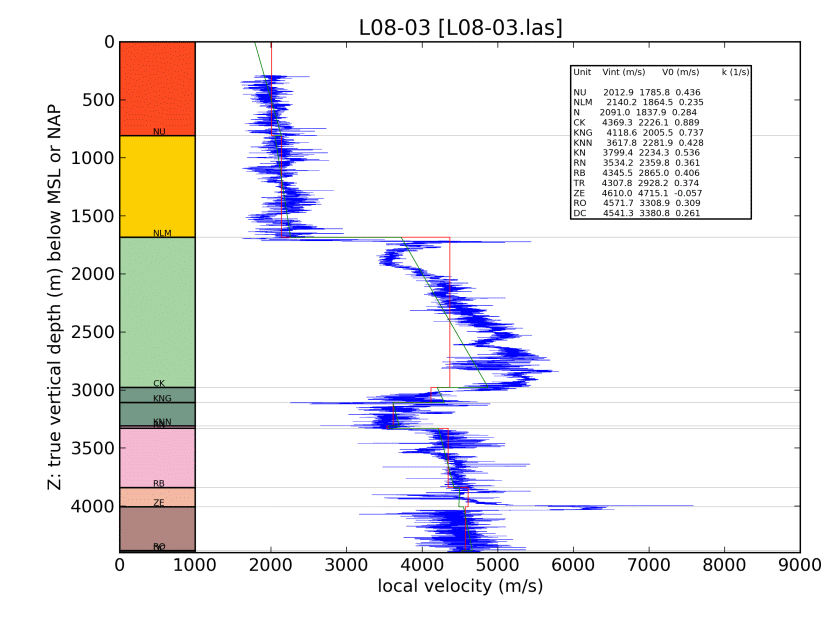 L08-03 [L08-03.las]
Z: true vertical depth (m) below MSL or NAP
0
500
1000
1500
2000
2500
3000
3500
4000
NU
NLM
CK
KNG
KNN
RB
ZE
RO
Unit Vint (m/s) V0 (m/s) k (1/s)
NU 2012.9 1785.8 0.436
NLM 2140.2 1864.5 0.235
N 2091.0 1837.9 0.284
CK 4369.3 2226.1 0.889
KNG 4118.6 2005.5 0.737
KNN 3617.8 2281.9 0.428
KN 3799.4 2234.3 0.536
RN 3534.2 2359.8 0.361
RB 4345.5 2865.0 0.406
TR 4307.8 2928.2 0.374
ZE 4610.0 4715.1 -0.057
RO 4571.7 3308.9 0.309
DC 4541.3 3380.8 0.261
0 1000 2000 3000 4000 5000 6000 7000 8000 9000
local velocity (m/s)